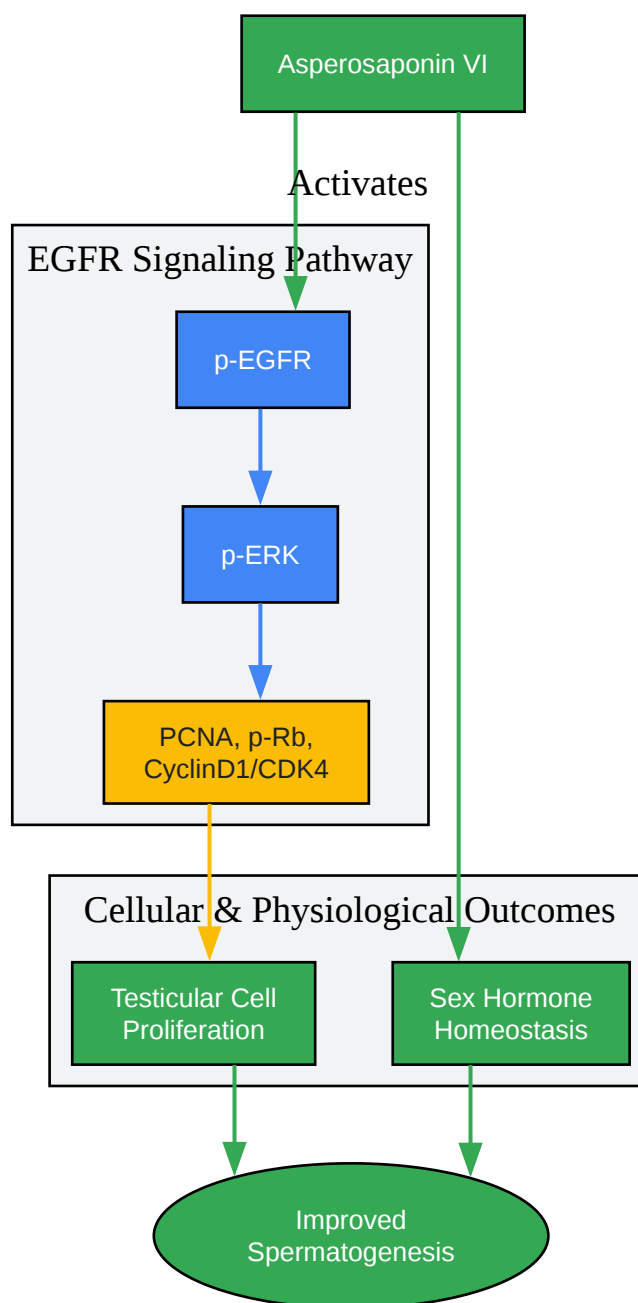 Asperosaponin VI
Activates
EGFR Signaling Pathway
p-EGFR
p-ERK
PCNA, p-Rb,
CyclinD1/CDK4
Cellular & Physiological Outcomes
Testicular Cell
Proliferation
Sex Hormone
Homeostasis
Improved
Spermatogenesis